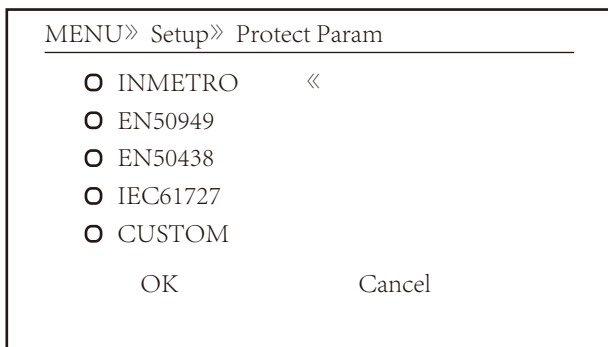 MENU» Setup» Protect Param
INMETRO «
EN50949
EN50438
IEC61727
CUSTOM
OK Cancel